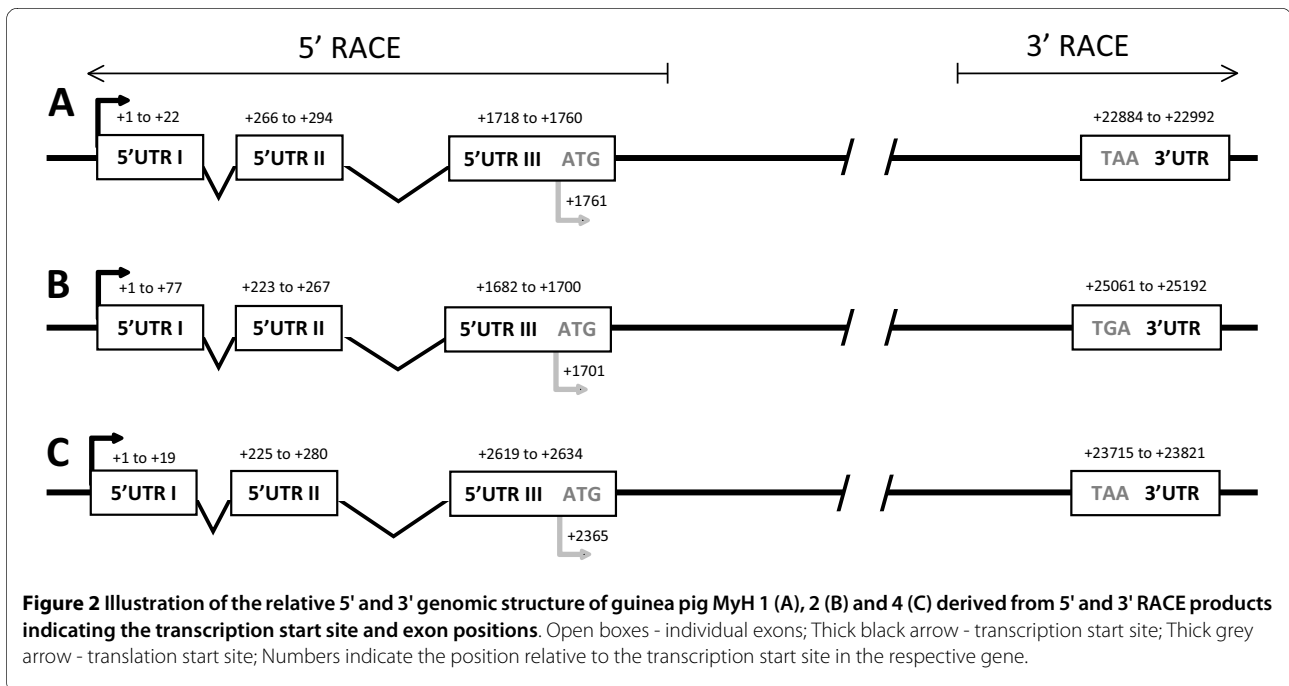 5' RACE
3' RACE
A
+1 to +22
+266 to +294
+1718 to +1760
+22884 to +22992
5'UTR I
5'UTR II
5'UTR III ATG
TAA 3'UTR
+1761
B
+1 to +77
+223 to +267
+1682 to +1700
+25061 to +25192
5'UTR I
5'UTR II
5'UTR III ATG
TGA 3'UTR
+1701
C
+1 to +19
+225 to +280
+2619 to +2634
+23715 to +23821
5'UTR I
5'UTR II
5'UTR III ATG
TAA 3'UTR
+2365
Figure 2 Illustration of the relative 5' and 3' genomic structure of guinea pig MyH 1 (A), 2 (B) and 4 (C) derived from 5' and 3' RACE products
indicating the transcription start site and exon positions. Open boxes - individual exons; Thick black arrow - transcription start site; Thick grey
arrow - translation start site; Numbers indicate the position relative to the transcription start site in the respective gene.